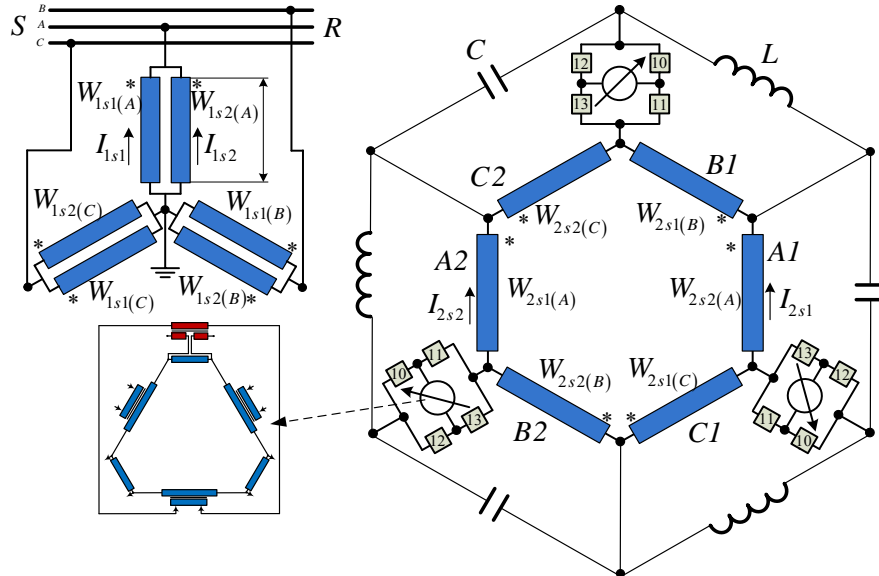 B
S A R
C
W1s1(A) * * W1s2(A)
I1s1 I1s2
W1s2(C) W1s1(B)
* *
* W1s1(C) W1s2(B) *
C L
12 10
13 11
C2 B1
* W2s2(C) W2s1(B) *
* *
A2 A1
I2s2 W2s1(A) W2s2(A) I2s1
11 13
10 12
W2s2(B) W2s1(C)
13 11
12 10
* *
B2 C1